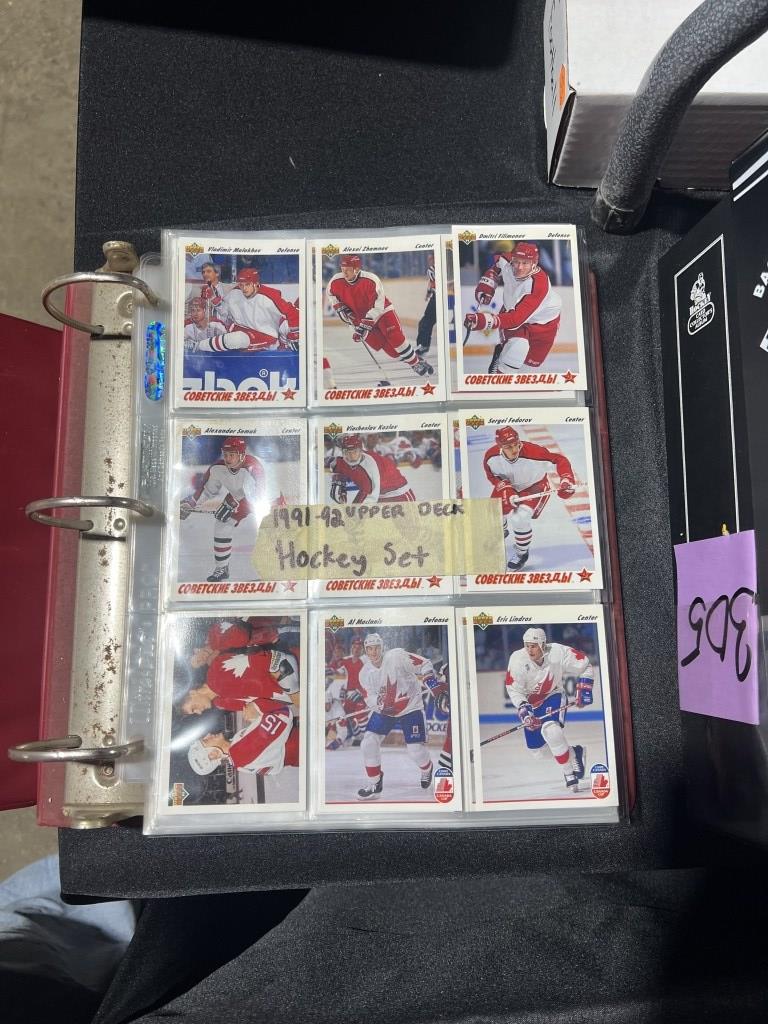 Vladimir Malakhov Defense
СОВЕТСКИЕ ЗВЕЗДЫ
Alexei Zhamnov Center
СОВЕТСКИЕ ЗВЕЗДЫ
Dmitri Filimonov Defense
СОВЕТСКИЕ ЗВЕЗДЫ
Alexander Semak Center
СОВЕТСКИЕ ЗВЕЗДЫ
Viacheslav Kozlov Center
СОВЕТСКИЕ ЗВЕЗДЫ
Sergei Fedorov Center
СОВЕТСКИЕ ЗВЕЗДЫ
1991-92 UPPER DECK
Hockey Set
Al MacInnis Defense
Eric Lindros Center
305
BA